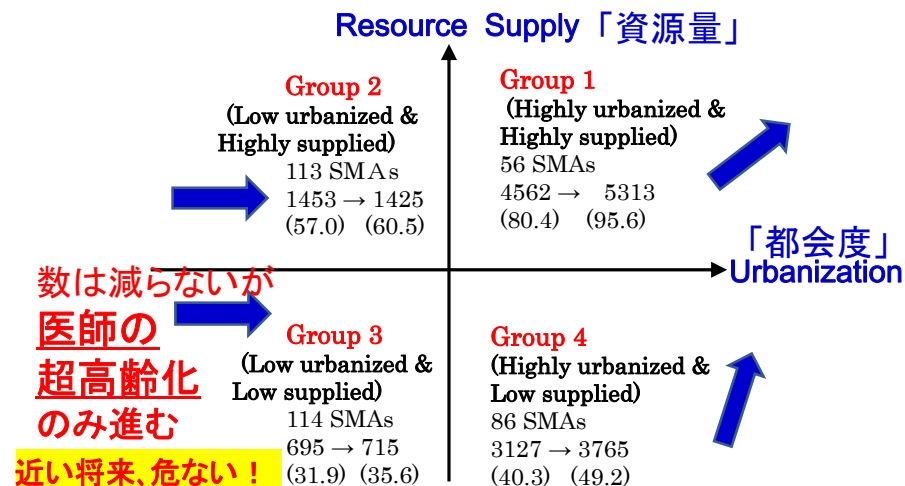 Resource Supply「資源量」
Group 2
(Low urbanized &
Highly supplied)
113 SMAs
1453 → 1425
(57.0) (60.5)
Group 1
(Highly urbanized &
Highly supplied)
56 SMAs
4562 → 5313
(80.4) (95.6)
「都会度」
Urbanization
数は減らないが
医師の
超高齢化
のみ進む
近い将来、危ない！
Group 3
(Low urbanized &
Low supplied)
114 SMAs
695 → 715
(31.9) (35.6)
Group 4
(Highly urbanized &
Low supplied)
86 SMAs
3127 → 3765
(40.3) (49.2)